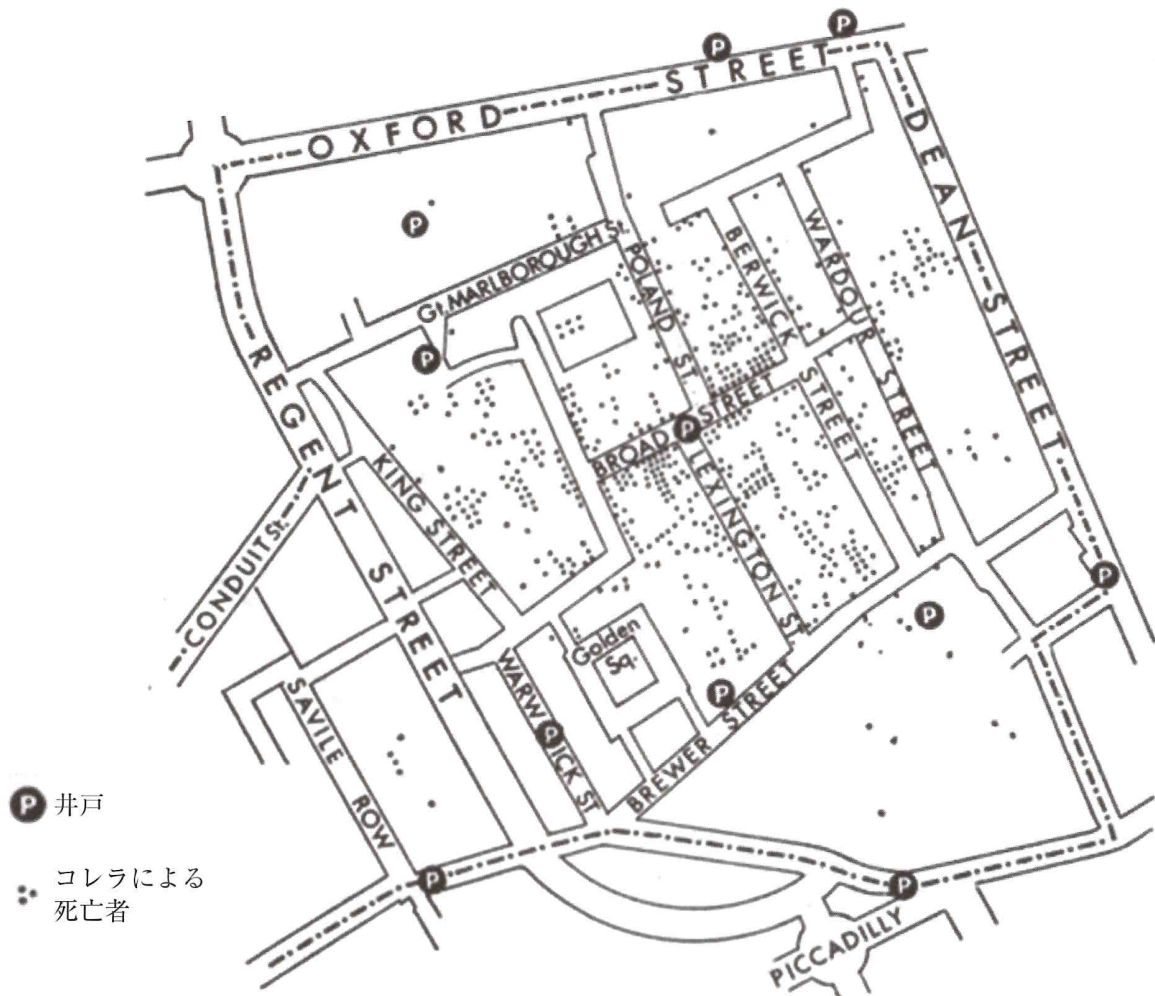 P
P
OXFORD STREET
DEAN STREET
P
Gt. MARLBOROUGH St.
POLAND ST.
BERWICK STREET
WARDOUR STREET
P
REGENT STREET
BROAD STREET
P
KING STREET
LEXINGTON ST.
CONDUIT St.
P
P
Golden
Sq.
SAVILE ROW
WARWICK ST
P
P
BREWER STREET
P 井戸
コレラによる
死亡者
P
P
PICCADILLY